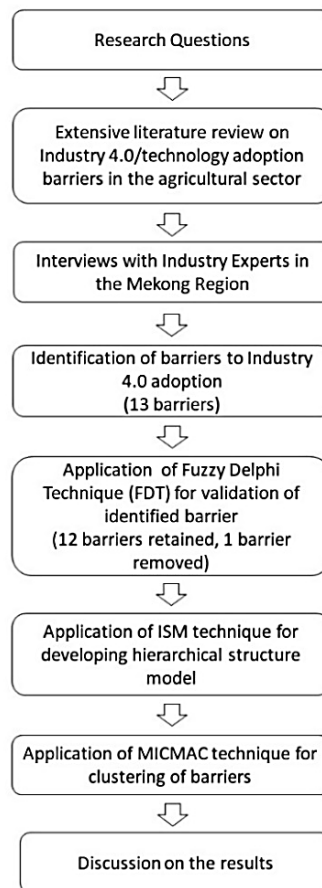 Research Questions
Extensive literature review on
Industry 4.0/technology adoption
barriers in the agricultural sector
Interviews with Industry Experts in
the Mekong Region
Identification of barriers to Industry
4.0 adoption
(13 barriers)
Application of Fuzzy Delphi
Technique (FDT) for validation of
identified barrier
(12 barriers retained, 1 barrier
removed)
Application of ISM technique for
developing hierarchical structure
model
Application of MICMAC technique for
clustering of barriers
Discussion on the results